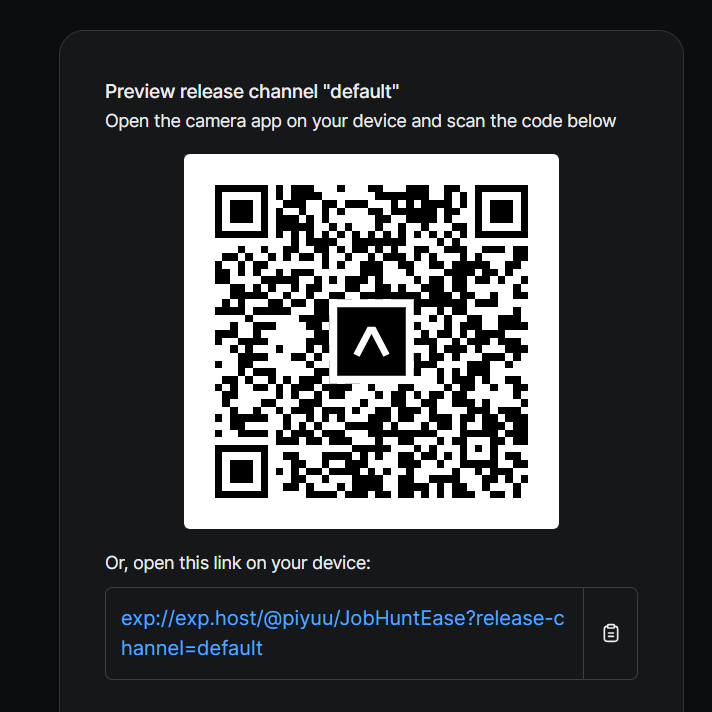 Preview release channel "default"
Open the camera app on your device and scan the code below
Or, open this link on your device:
exp://exp.host/@piyuu/JobHuntEase?release-c
hannel=default